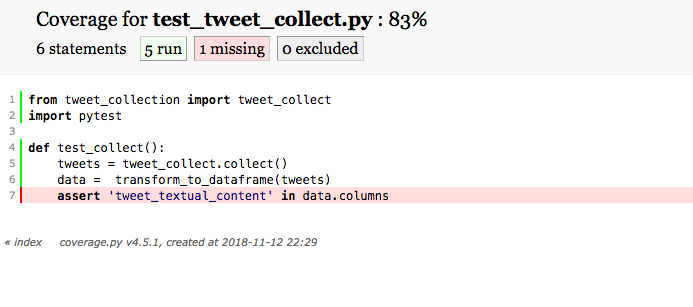 Coverage for test_tweet_collect.py : 83%
6 statements 5 run 1 missing 0 excluded
1 from tweet_collection import tweet_collect
2 import pytest
3
4 def test_collect():
5     tweets = tweet_collect.collect()
6     data =  transform_to_dataframe(tweets)
7     assert 'tweet_textual_content' in data.columns
« index coverage.py v4.5.1, created at 2018-11-12 22:29